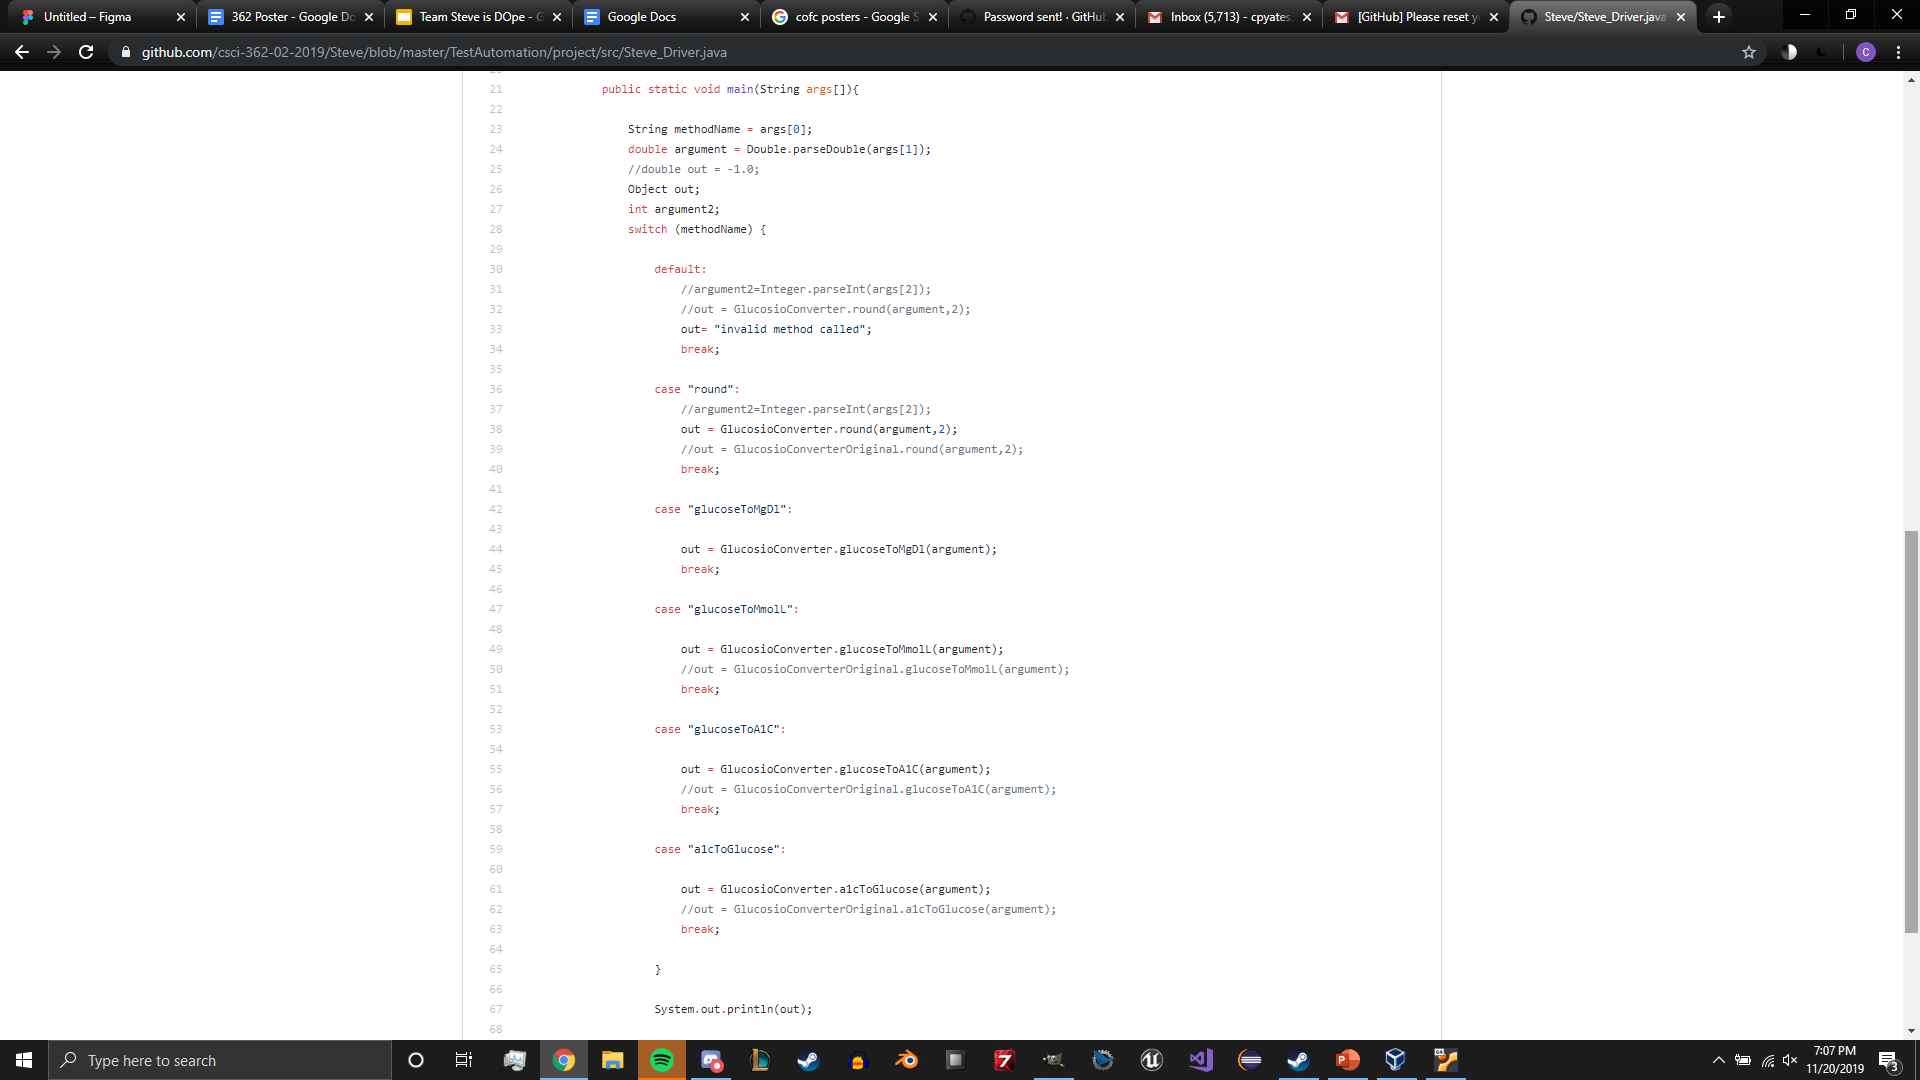 Untitled – Figma
362 Poster - Google Do
Team Steve is DOpe - G
Google Docs
cofc posters - Google S
Password sent! · GitHub
Inbox (5,713) - cpyates
[GitHub] Please reset yo
Steve/Steve_Driver.java
github.com/csci-362-02-2019/Steve/blob/master/TestAutomation/project/src/Steve_Driver.java
C
20
21 public static void main(String args[]){
22
23 String methodName = args[0];
24 double argument = Double.parseDouble(args[1]);
25 //double out = -1.0;
26 Object out;
27 int argument2;
28 switch (methodName) {
29
30 default:
31 //argument2=Integer.parseInt(args[2]);
32 //out = GlucosioConverter.round(argument,2);
33 out= "invalid method called";
34 break;
35
36 case "round":
37 //argument2=Integer.parseInt(args[2]);
38 out = GlucosioConverter.round(argument,2);
39 //out = GlucosioConverterOriginal.round(argument,2);
40 break;
41
42 case "glucoseToMgDl":
43
44 out = GlucosioConverter.glucoseToMgDl(argument);
45 break;
46
47 case "glucoseToMmolL":
48
49 out = GlucosioConverter.glucoseToMmolL(argument);
50 //out = GlucosioConverterOriginal.glucoseToMmolL(argument);
51 break;
52
53 case "glucoseToA1C":
54
55 out = GlucosioConverter.glucoseToA1C(argument);
56 //out = GlucosioConverterOriginal.glucoseToA1C(argument);
57 break;
58
59 case "a1cToGlucose":
60
61 out = GlucosioConverter.a1cToGlucose(argument);
62 //out = GlucosioConverterOriginal.a1cToGlucose(argument);
63 break;
64
65 }
66
67 System.out.println(out);
68
Type here to search
7:07 PM
11/20/2019
3